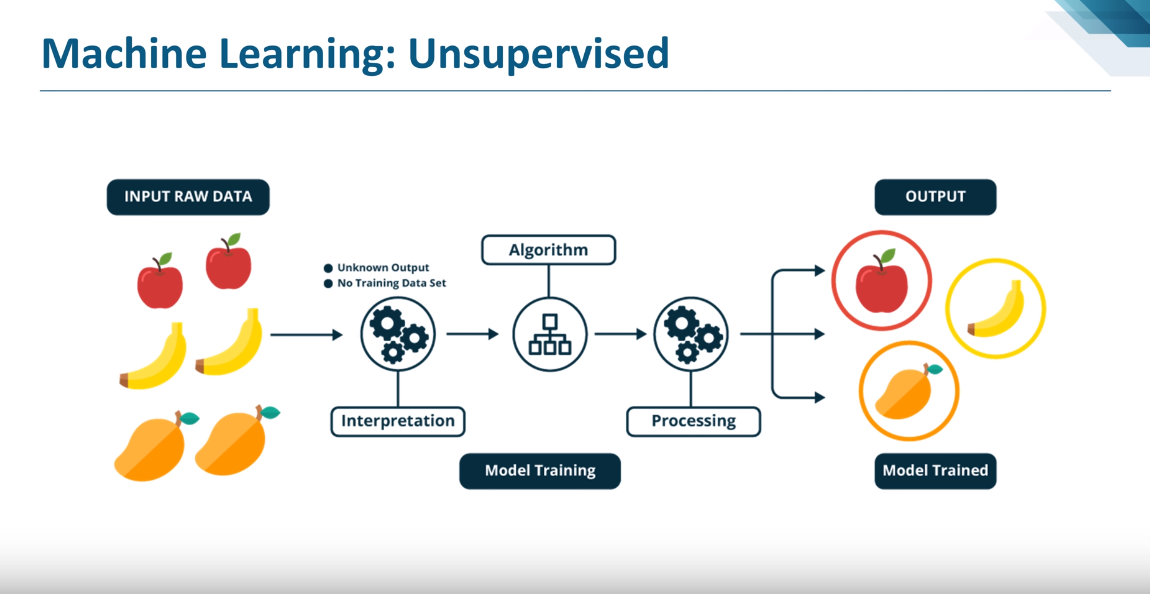 Machine Learning: Unsupervised
INPUT RAW DATA
OUTPUT
Algorithm
Unknown Output
No Training Data Set
Interpretation
Processing
Model Training
Model Trained